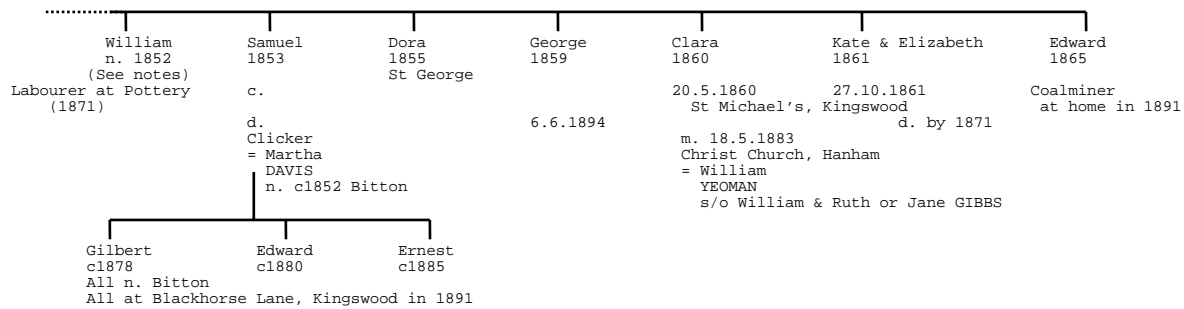 William Samuel Dora George Clara Kate & Elizabeth Edward
n. 1852 1853 1855 1859 1860 1861 1865
(See notes) St George
Labourer at Pottery c. 20.5.1860 27.10.1861 Coalminer
(1871) St Michael's, Kingswood at home in 1891
d. 6.6.1894 d. by 1871
Clicker m. 18.5.1883
= Martha Christ Church, Hanham
DAVIS = William
n. c1852 Bitton YEOMAN
s/o William & Ruth or Jane GIBBS
Gilbert Edward Ernest
c1878 c1880 c1885
All n. Bitton
All at Blackhorse Lane, Kingswood in 1891